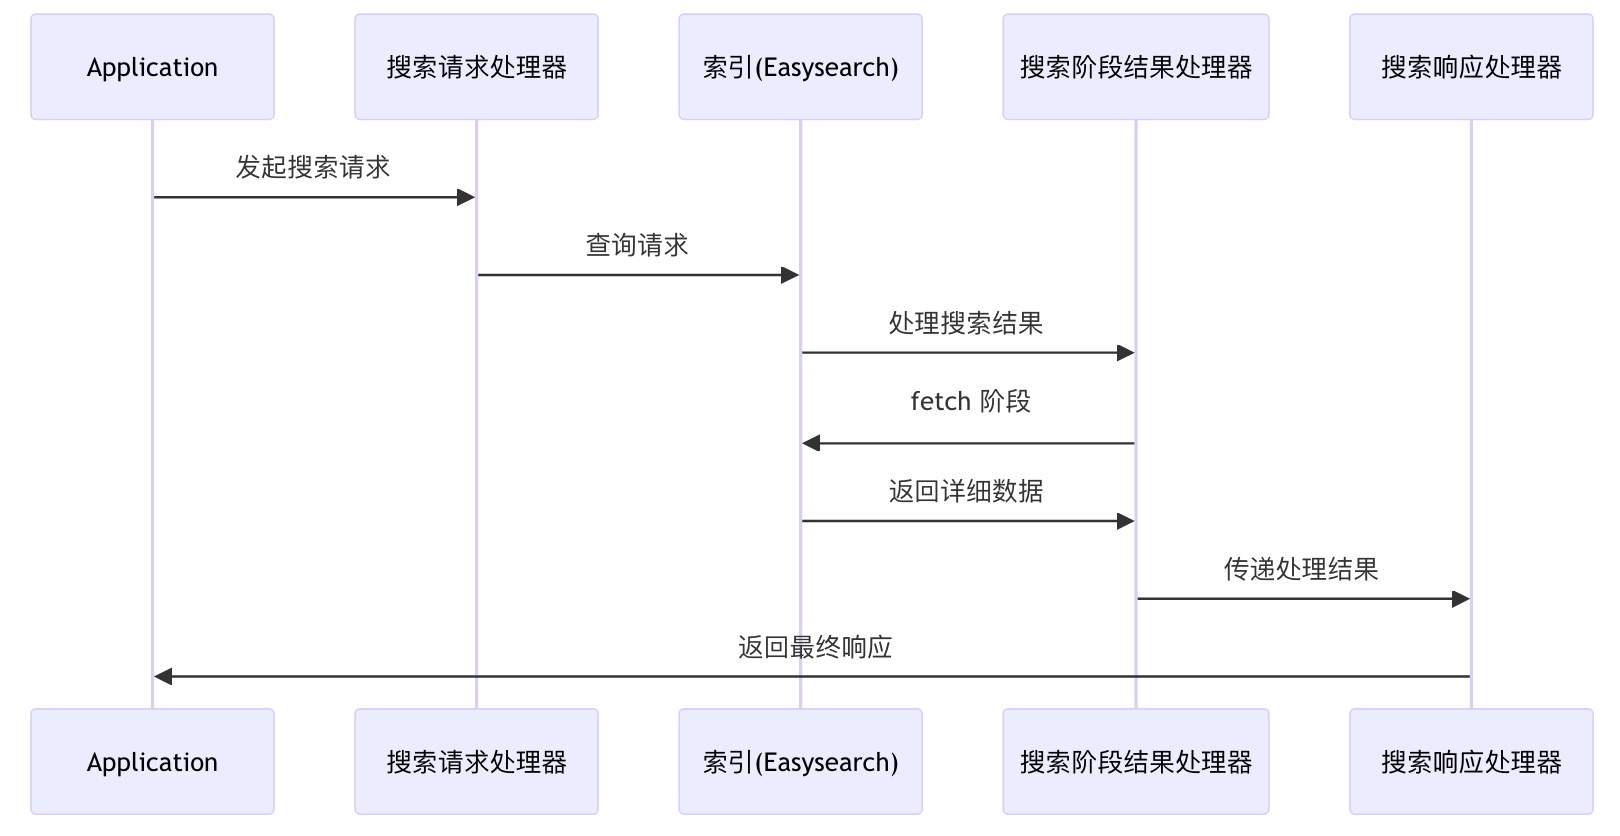 Application
搜索请求处理器
索引(Easysearch)
搜索阶段结果处理器
搜索响应处理器
发起搜索请求
查询请求
处理搜索结果
fetch 阶段
返回详细数据
传递处理结果
返回最终响应
Application
搜索请求处理器
索引(Easysearch)
搜索阶段结果处理器
搜索响应处理器